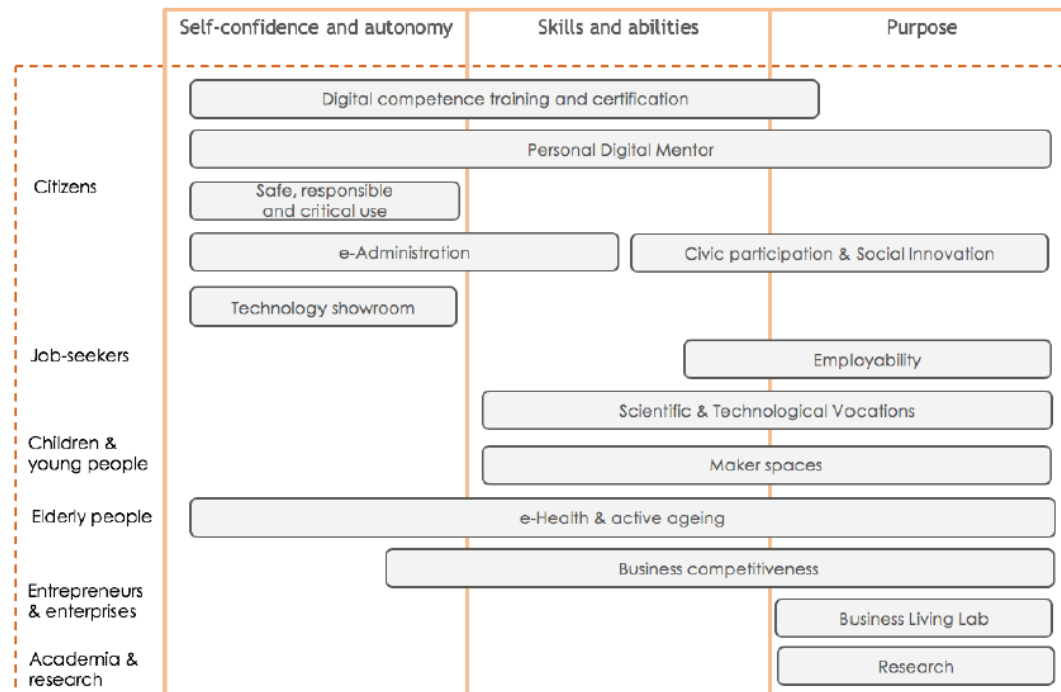 Self-confidence and autonomy
Skills and abilities
Purpose
Digital competence training and certification
Personal Digital Mentor
Citizens
Safe, responsible
and critical use
e-Administration
Civic participation & Social Innovation
Technology showroom
Job-seekers
Employability
Scientific & Technological Vocations
Children &
young people
Maker spaces
Elderly people
e-Health & active ageing
Business competitiveness
Entrepreneurs
& enterprises
Business Living Lab
Academia &
research
Research